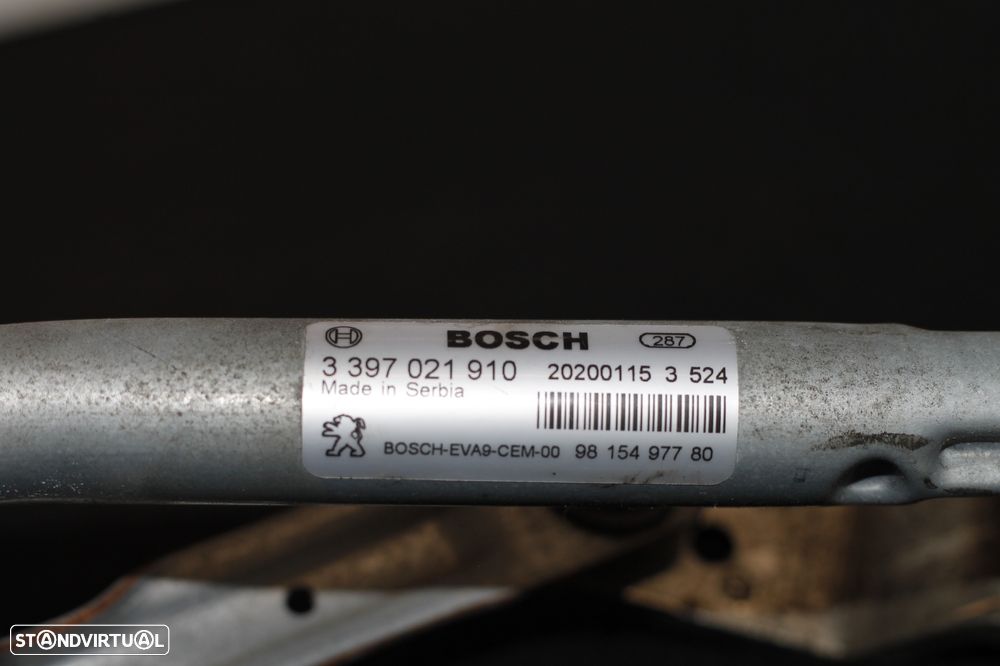 BOSCH 287
3 397 021 910 20200115 3 524
Made in Serbia
BOSCH-EVA9-CEM-00 98 154 977 80
STANDVIRTUAL